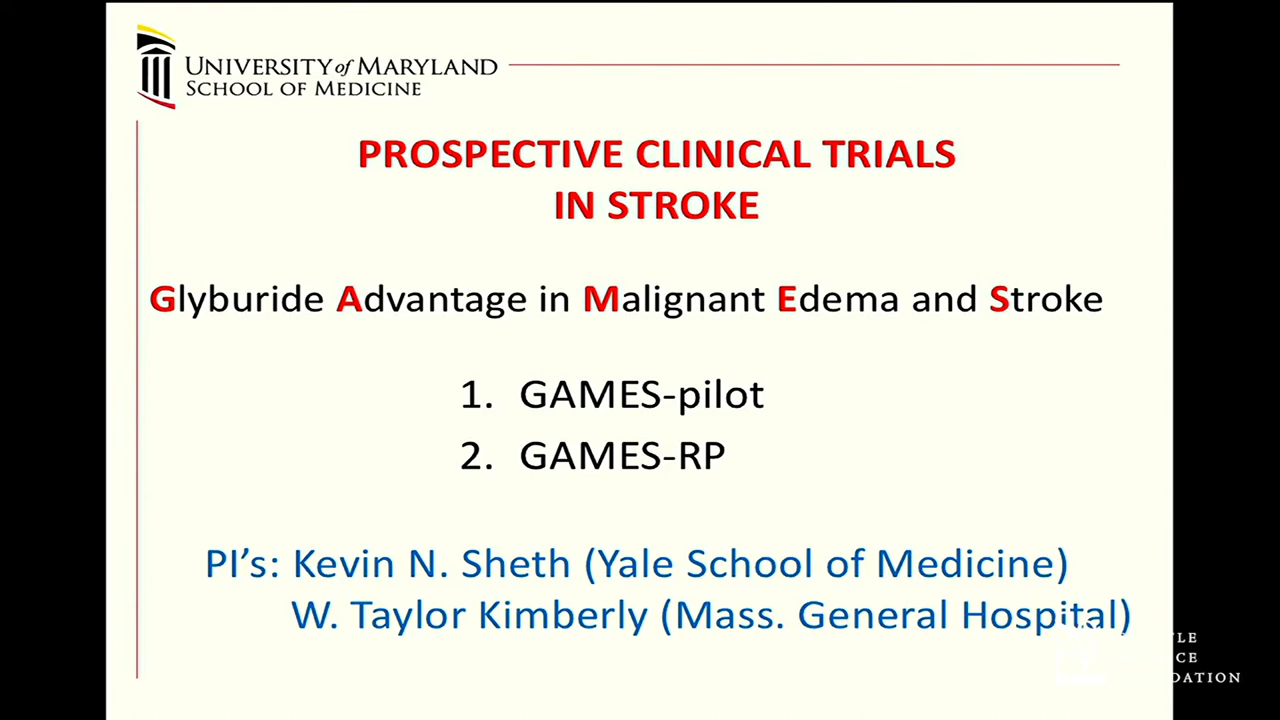 UNIVERSITY of MARYLAND
SCHOOL OF MEDICINE
PROSPECTIVE CLINICAL TRIALS
IN STROKE
Glyburide Advantage in Malignant Edema and Stroke
1. GAMES-pilot
2. GAMES-RP
PI's: Kevin N. Sheth (Yale School of Medicine)
W. Taylor Kimberly (Mass. General Hospital)